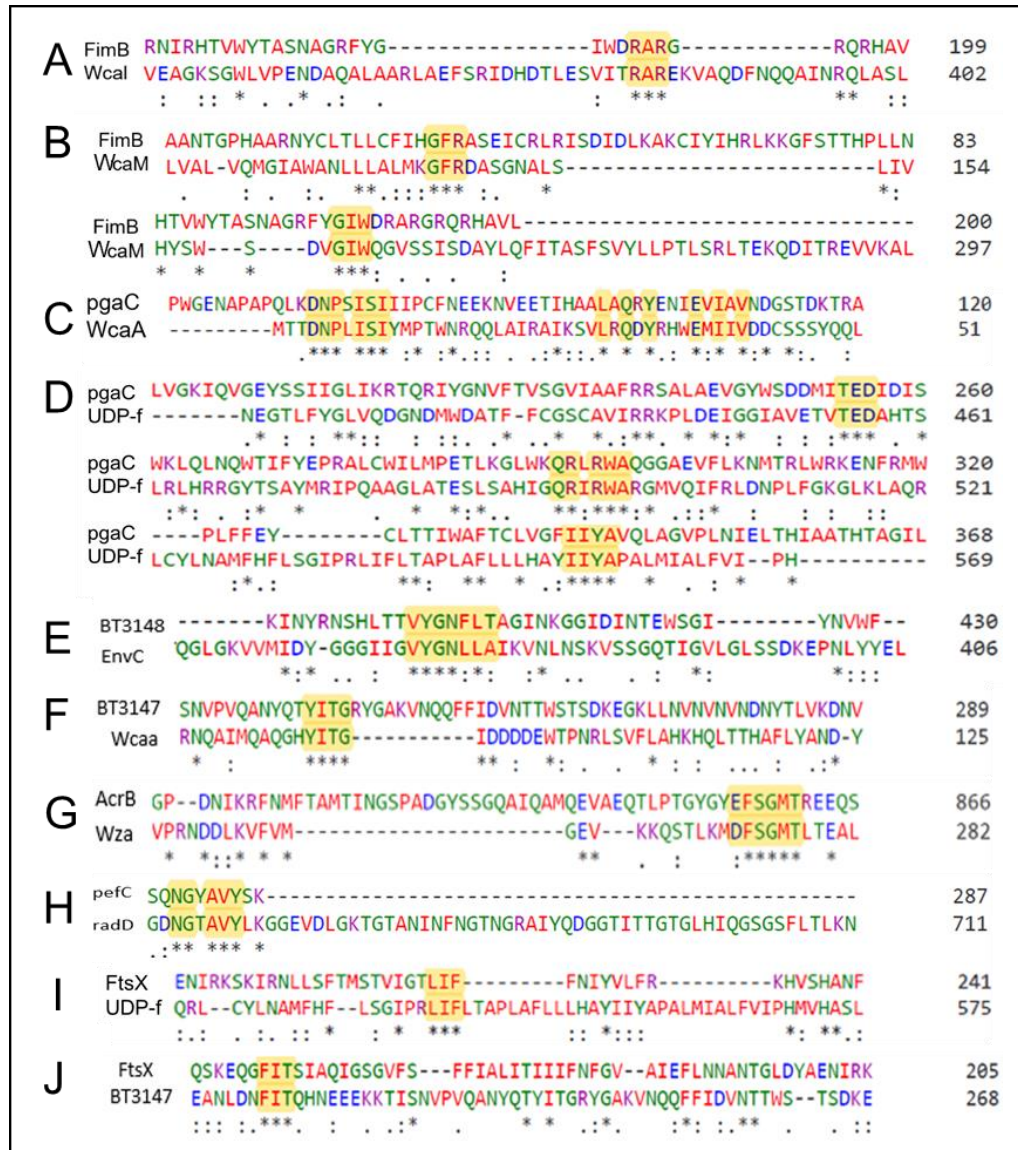 A
FimB RNIRHTVWYTASNAGRFYG---------------IWDRARG------------RQRHAV 199
WcaI VEAGKSGWLVPENDAQALAARLAEFSRIDHDTLESVITRAREKVAQDFNQQAINRQLASL 402
: :: * . . * . . : *** ** ::
B
FimB AANTGPHAARNYCLTLLCFIHGFRASEICRLRISDIDLKAKCIYIHRLKKGFSTTHPLLN 83
WcaM LVAL-VQMGIAWANLLLALMKGFRDASGNALS--------------------------LIV 154
. : :. **.:::*** :. * *:
FimB HTVWYTASNAGRFYGIWDRARGRQRHAVL------------------------------- 200
WcaM HYSW---S----DVGIWQGVSSISDAYLQFITASFSVYLLPTLSRLTEKQDITREVVKAL 297
* * * ***: . . . :
C
pgaC PWGENAPAPQLKDNPSISIIIPCFNEEKNVEETIHAALAQRYENIEVIAVNDGSTDKTRA 120
WcaA ---------MTTDNPLISIYMPTWNRQQLAIRAIKSVLRQDYRHWEMIIVDDCSSSYQQL 51
.*** *** :* :*.:: . .:*::.* * *.: *:* *:* *:*. :
D
pgaC LVGKIQVGEYSSIIGLIKRTQRIYGNVFTVSGVIAAFRRSALAEVGYWSDDMITEDIDIS 260
UDP-f -------NEGTLFYGLVQDGNDMWDATF-FCGSCAVIRRKPLDEIGGIAVETVTEDAHTS 461
.* : : **:: : ::. .* ..* *.:**. * *:* : : :*** . *
pgaC WKLQLNQWTIFYEPRALCWILMPETLKGLWKQRLRWAQGGAEVFLKNMTRLWRKENFRMW 320
UDP-f LRLHRRGYTSAYMRIPQAAGLATESLSAHIGQRIRWARGMVQIFRLDNPLFGKGLKLAQR 521
:*: . :* * . * .*:*.. **:***:* .::* : . : : ::
pgaC ----PLFFEY--------CLTTIWAFTCLVGFIIYAVQLAGVPLNIELTHIAATHTAGIL 368
UDP-f LCYLNAMFHFLSGIPRLIFLTAPLAFLLLHAYIIYAPALMIALFVI--PH---------- 569
:*.: **: ** * .:**** * . : * *
E
BT3148 -------KINYRNSHLTTVYGNFLTAGINKGGIDINTEWSGI--------YNVWF-- 430
EnvC QGLGKVVMIDY-GGGIIGVYGNLLAIKVNLNSKVSSGQTIGVLGLSSDKEPNLYYEL 406
*:* .. : ****:*: :* .. . : *: *:::
F
BT3147 SNVPVQANYQTYITGRYGAKVNQQFFIDVNTTWSTSDKEGKLLNVNVNVNDNYTLVKDNV 289
Wcaa RNQAIMQAQGHYITG-----------IDDDDEWTPNRLSVFLAHKHQLTTHAFLYAND-Y 125
* : **** ** : *: . . * : : ... : .:*
G
AcrB GP--DNIKRFNMFTAMTINGSPADGYSSGQAIQAMQEVAEQTLPTGYGYEFSGMTREEQS 866
Wza VPRNDDLKVFVM-----------------------GEV---KKQSTLKMDFSGMTLTEAL 282
* *::* * * ** . : :***** *
H
pefC SQNGYAVYSK-------------------------------------------------- 287
radD GDNGTAVYLKGGEVDLGKTGTANINFNGTNGRAIYQDGGTITTGTGLHIQGSGSFLTLKN 711
.:** *** *
I
FtsX ENIRKSKIRNLLSFTMSTVIGTLIF---------FNIYVLFR--------KHVSHANF 241
UDP-f QRL--CYLNAMFHF--LSGIPRLIFLTAPLAFLLLHAYIIYAPALMIALFVIPHMVHASL 575
:.: . :. :: * : * *** :: *::: *: **.:
J
FtsX QSKEQGFITSIAQIGSSGVFS---FFIALITIIIFNFGV--AIEFLNNANTGLDYAENIRK 205
BT3147 EANLDNFITQHNEEEKKTISNVPVQANYQTYITGRYGAKVNQQFFIDVNTTWS--TSDKE 268
::: :.***. : .:* . * * .:*. :*: :.** . . ::